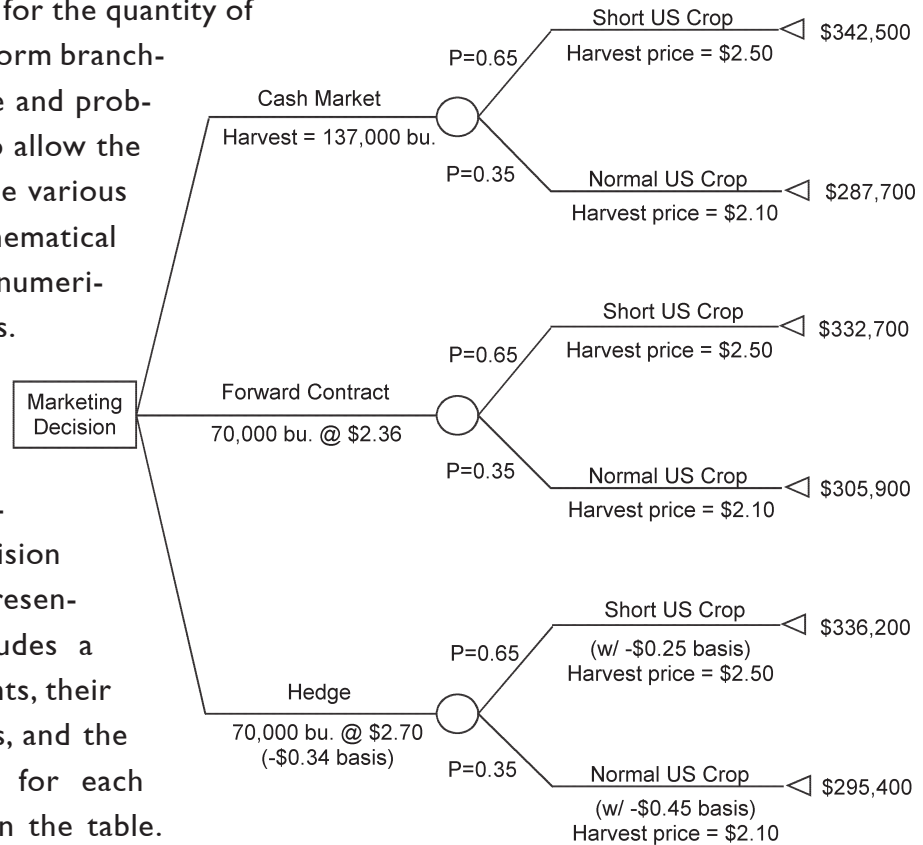 for the quantity of
orm branch-
e and prob-
o allow the
e various
hematical
numeri-
s.
-
ision
resen-
udes a
nts, their
s, and the
for each
n the table.
Marketing
Decision
Cash Market
Harvest = 137,000 bu.
P=0.65
Short US Crop
Harvest price = $2.50
$342,500
P=0.35
Normal US Crop
Harvest price = $2.10
$287,700
Forward Contract
70,000 bu. @ $2.36
P=0.65
Short US Crop
Harvest price = $2.50
$332,700
P=0.35
Normal US Crop
Harvest price = $2.10
$305,900
Hedge
70,000 bu. @ $2.70
(-$0.34 basis)
P=0.65
Short US Crop
(w/ -$0.25 basis)
Harvest price = $2.50
$336,200
P=0.35
Normal US Crop
(w/ -$0.45 basis)
Harvest price = $2.10
$295,400